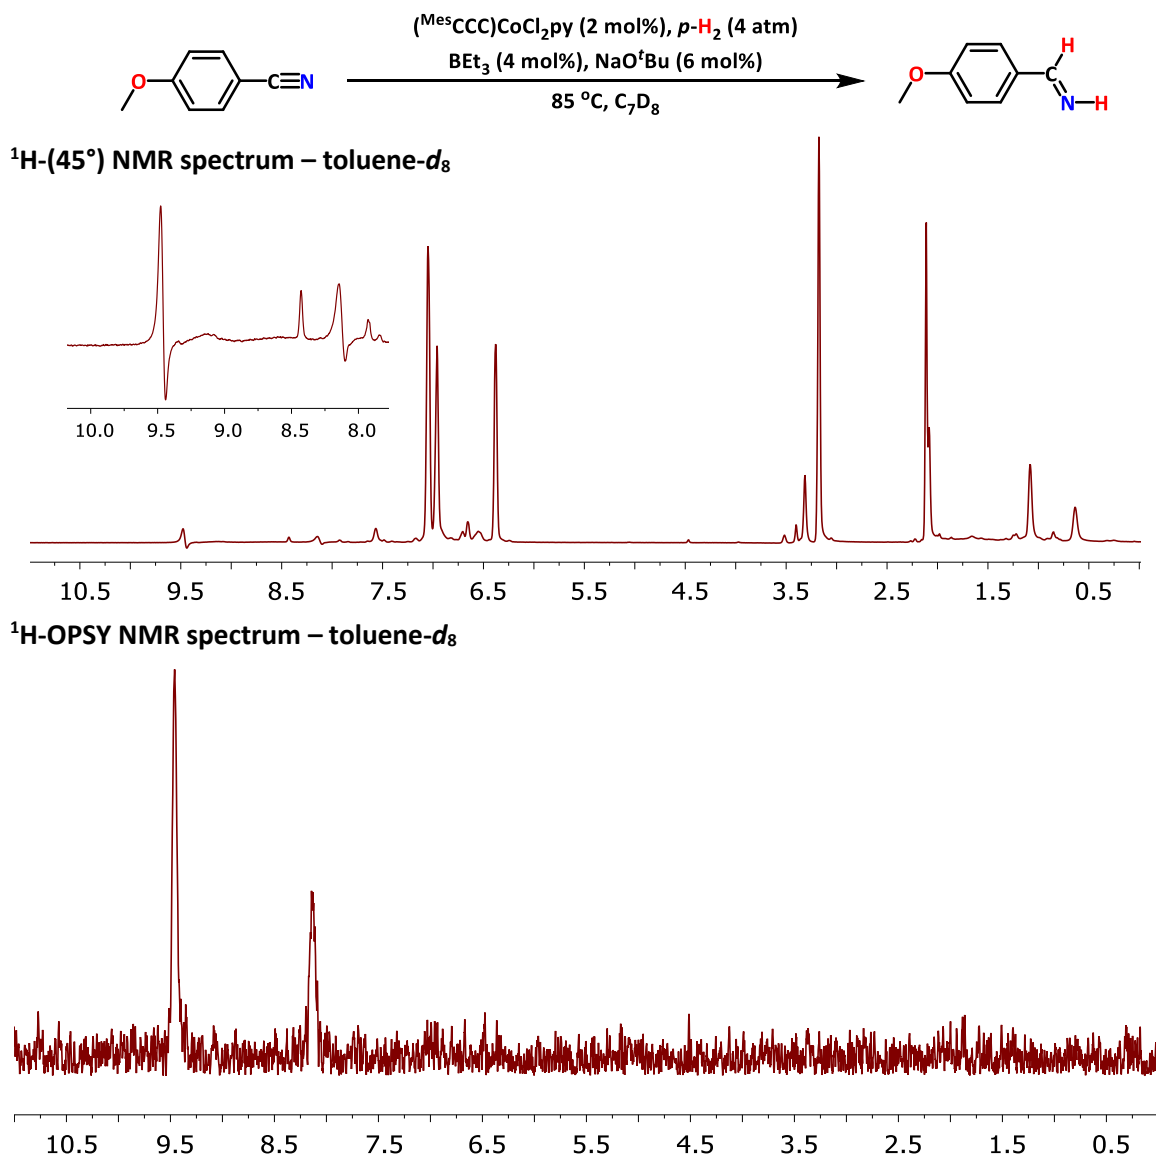 (ᴹᵉˢCCC)CoCl₂py (2 mol%), p-H₂ (4 atm)
BEt₃ (4 mol%), NaOᵗBu (6 mol%)
85 °C, C₇D₈
O C N
O H C N H
¹H-(45°) NMR spectrum – toluene-d₈
10.0 9.5 9.0 8.5 8.0
10.5 9.5 8.5 7.5 6.5 5.5 4.5 3.5 2.5 1.5 0.5
¹H-OPSY NMR spectrum – toluene-d₈
10.5 9.5 8.5 7.5 6.5 5.5 4.5 3.5 2.5 1.5 0.5